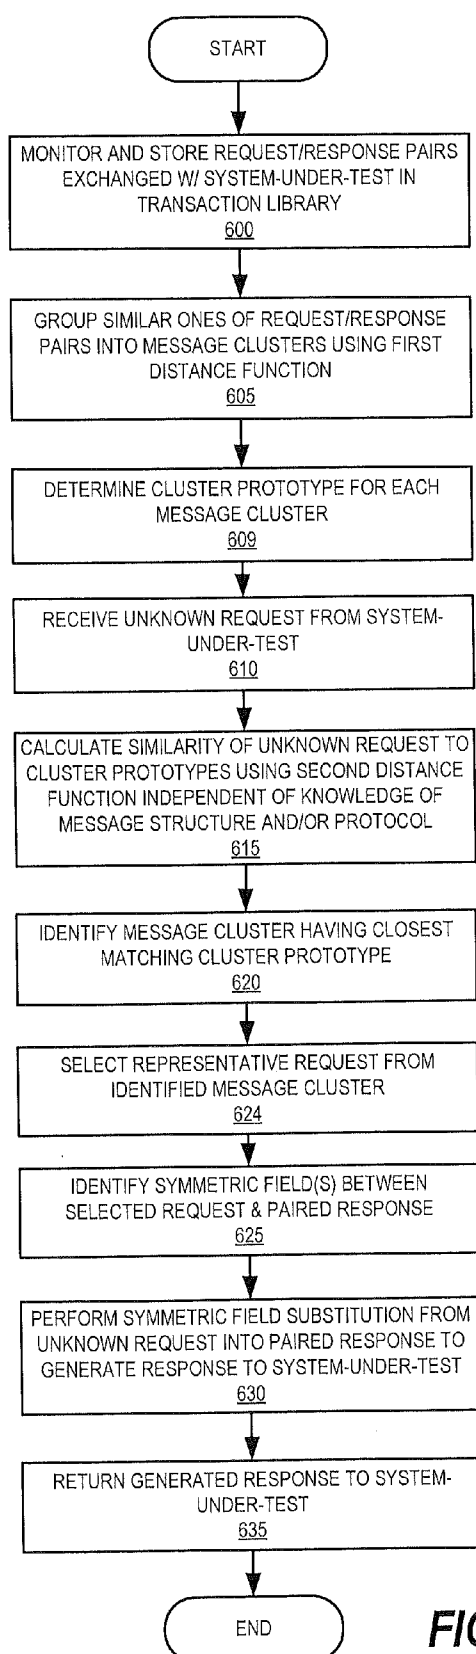 START
MONITOR AND STORE REQUEST/RESPONSE PAIRS
EXCHANGED W/ SYSTEM-UNDER-TEST IN
TRANSACTION LIBRARY
600
GROUP SIMILAR ONES OF REQUEST/RESPONSE
PAIRS INTO MESSAGE CLUSTERS USING FIRST
DISTANCE FUNCTION
605
DETERMINE CLUSTER PROTOTYPE FOR EACH
MESSAGE CLUSTER
609
RECEIVE UNKNOWN REQUEST FROM SYSTEM-
UNDER-TEST
610
CALCULATE SIMILARITY OF UNKNOWN REQUEST TO
CLUSTER PROTOTYPES USING SECOND DISTANCE
FUNCTION INDEPENDENT OF KNOWLEDGE OF
MESSAGE STRUCTURE AND/OR PROTOCOL
615
IDENTIFY MESSAGE CLUSTER HAVING CLOSEST
MATCHING CLUSTER PROTOTYPE
620
SELECT REPRESENTATIVE REQUEST FROM
IDENTIFIED MESSAGE CLUSTER
624
IDENTIFY SYMMETRIC FIELD(S) BETWEEN
SELECTED REQUEST & PAIRED RESPONSE
625
PERFORM SYMMETRIC FIELD SUBSTITUTION FROM
UNKNOWN REQUEST INTO PAIRED RESPONSE TO
GENERATE RESPONSE TO SYSTEM-UNDER-TEST
630
RETURN GENERATED RESPONSE TO SYSTEM-
UNDER-TEST
635
END